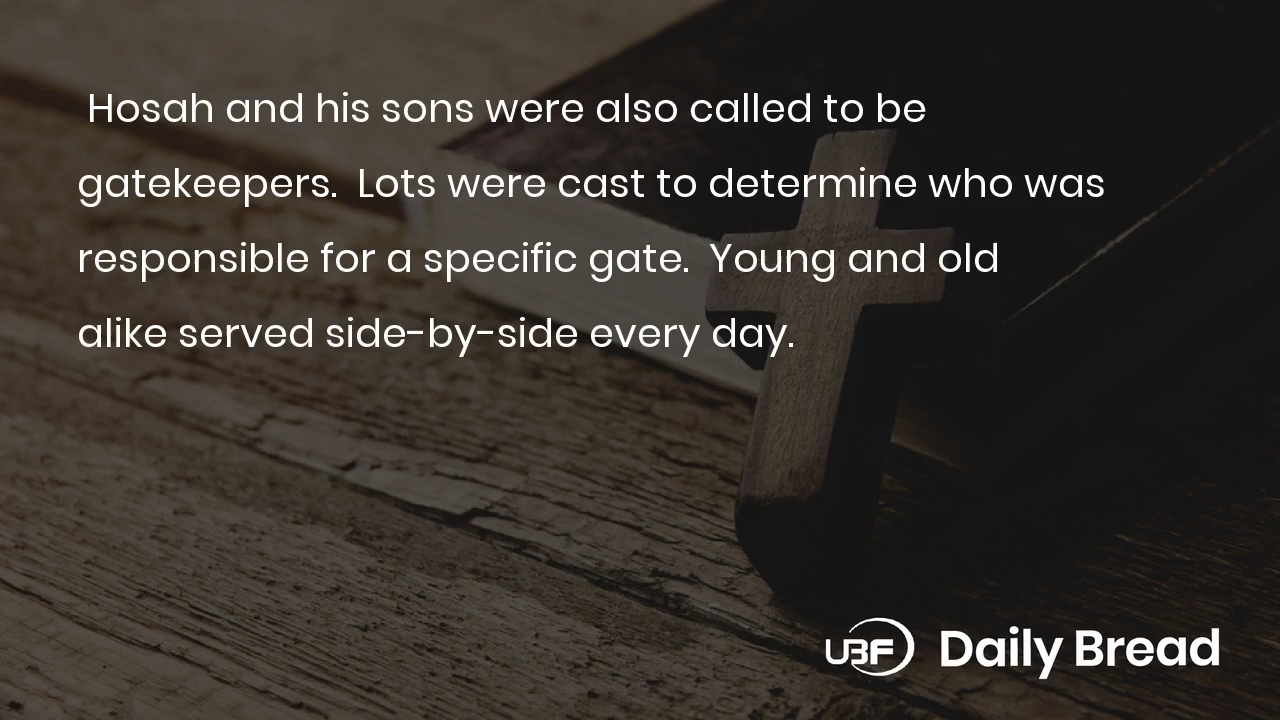 Hosah and his sons were also called to be
gatekeepers.  Lots were cast to determine who was
responsible for a specific gate.  Young and old
alike served side-by-side every day.
UBF Daily Bread